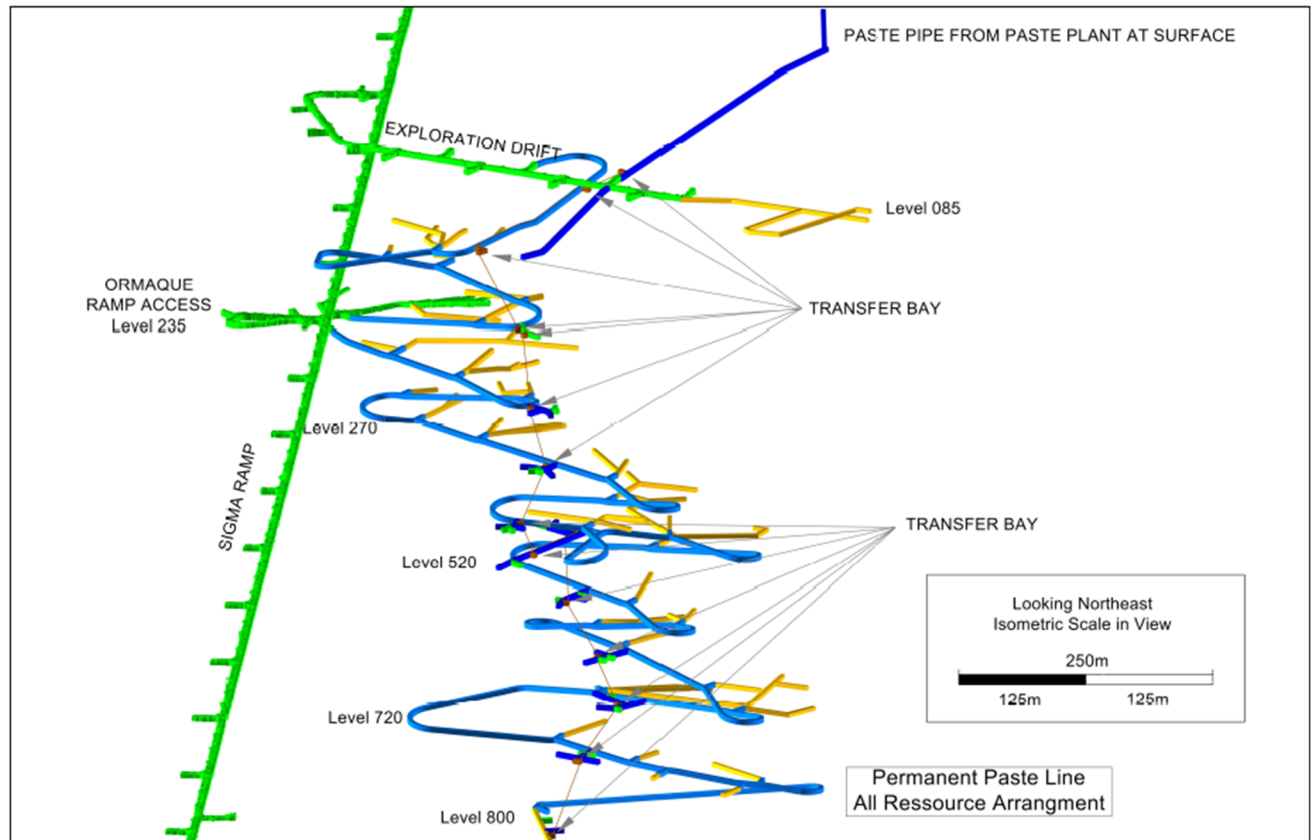 PASTE PIPE FROM PASTE PLANT AT SURFACE
EXPLORATION DRIFT
Level 085
ORMAQUE
RAMP ACCESS
Level 235
TRANSFER BAY
Level 270
SIGMA RAMP
TRANSFER BAY
Level 520
Looking Northeast
Isometric Scale in View
250m
125m 125m
Level 720
Permanent Paste Line
All Ressource Arrangment
Level 800